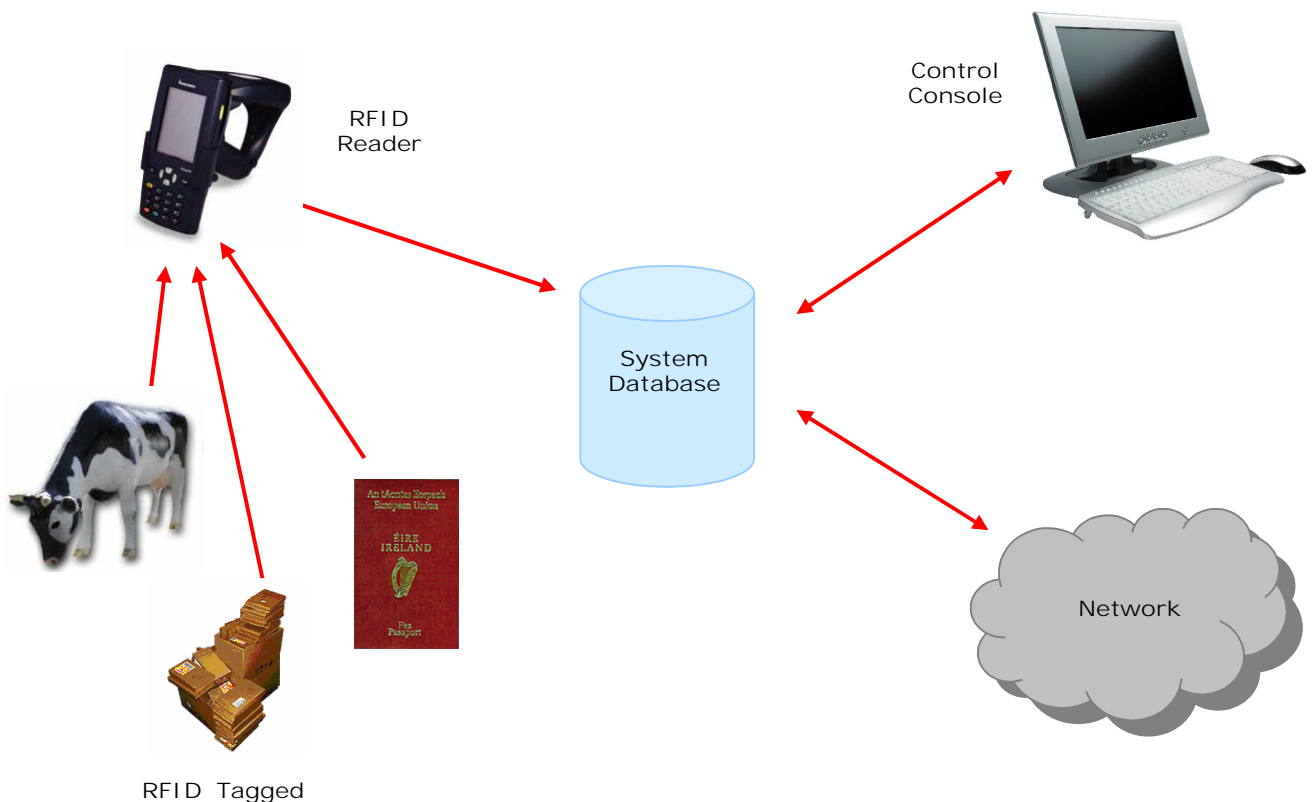 RFID
Reader
Control
Console
System
Database
An tAontas Eorpach
European Union
ÉIRE
IRELAND
Pas
Passport
Network
RFID Tagged